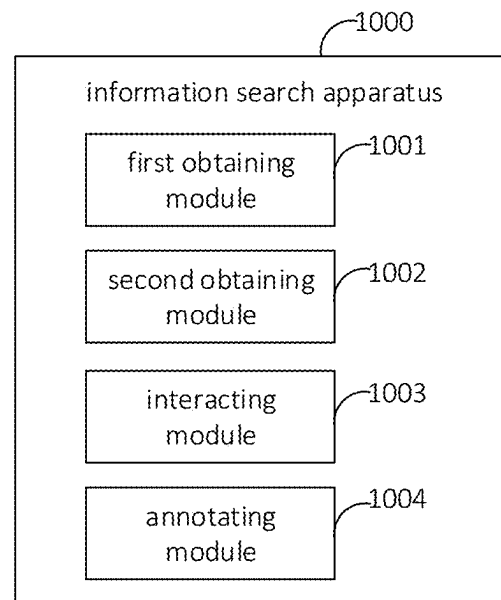 1000
information search apparatus
1001
first obtaining
module
1002
second obtaining
module
1003
interacting
module
1004
annotating
module